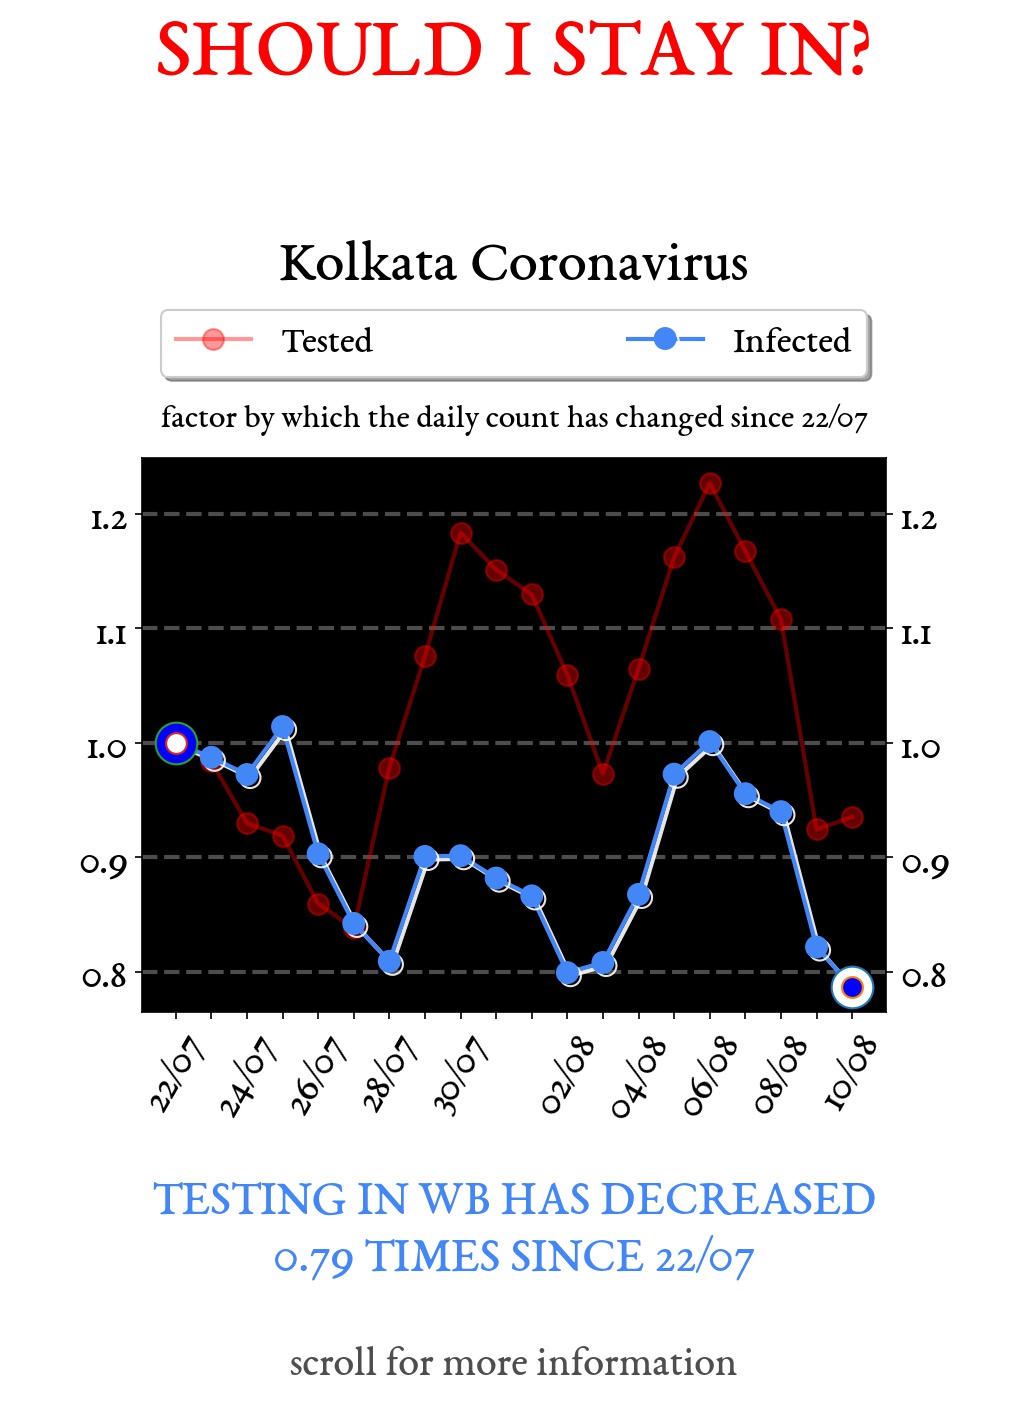 SHOULD I STAY IN?
Kolkata Coronavirus
Tested Infected
factor by which the daily count has changed since 22/07
1.2 1.2
1.1 1.1
1.0 1.0
0.9 0.9
0.8 0.8
22/07 24/07 26/07 28/07 30/07 02/08 04/08 06/08 08/08 10/08
TESTING IN WB HAS DECREASED
0.79 TIMES SINCE 22/07
scroll for more information